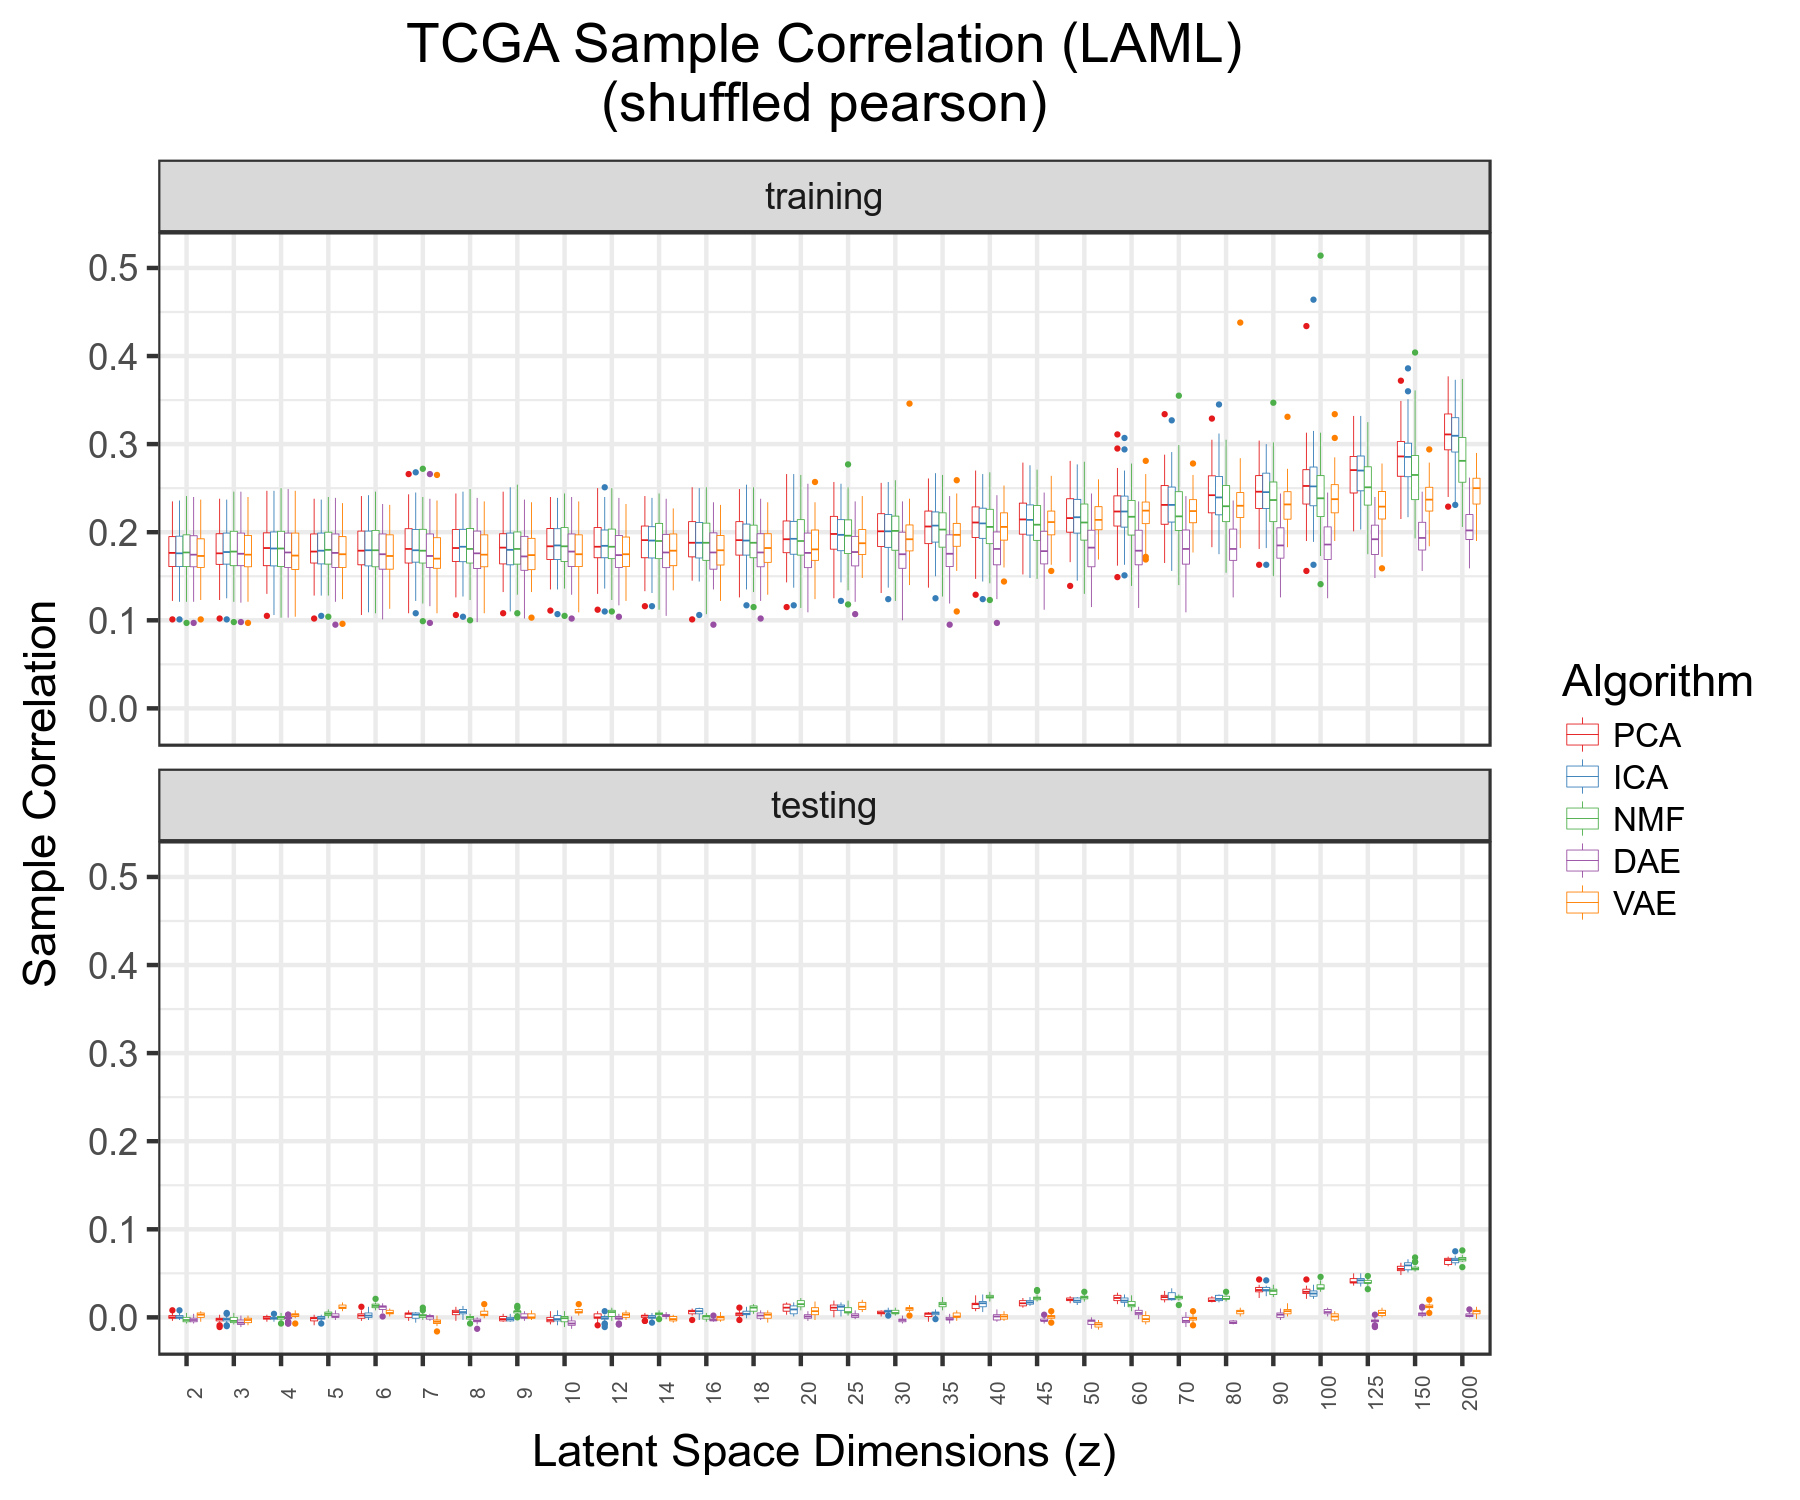 TCGA Sample Correlation (LAML)
(shuffled pearson)
training
0.5
0.4
0.3
0.2
0.1
0.0
testing
0.5
0.4
0.3
0.2
0.1
0.0
Sample Correlation
2 3 4 5 6 7 8 9 10 12 14 16 18 20 25 30 35 40 45 50 60 70 80 90 100 125 150 200
Latent Space Dimensions (z)
Algorithm
PCA
ICA
NMF
DAE
VAE